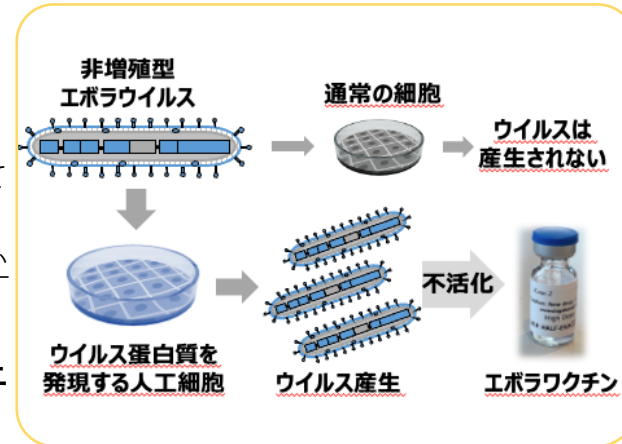 非増殖型
エボラウイルス
通常の細胞
ウイルスは
産生されない
不活化
ウイルス蛋白質を
発現する人工細胞
ウイルス産生
エボラワクチン
High Dose